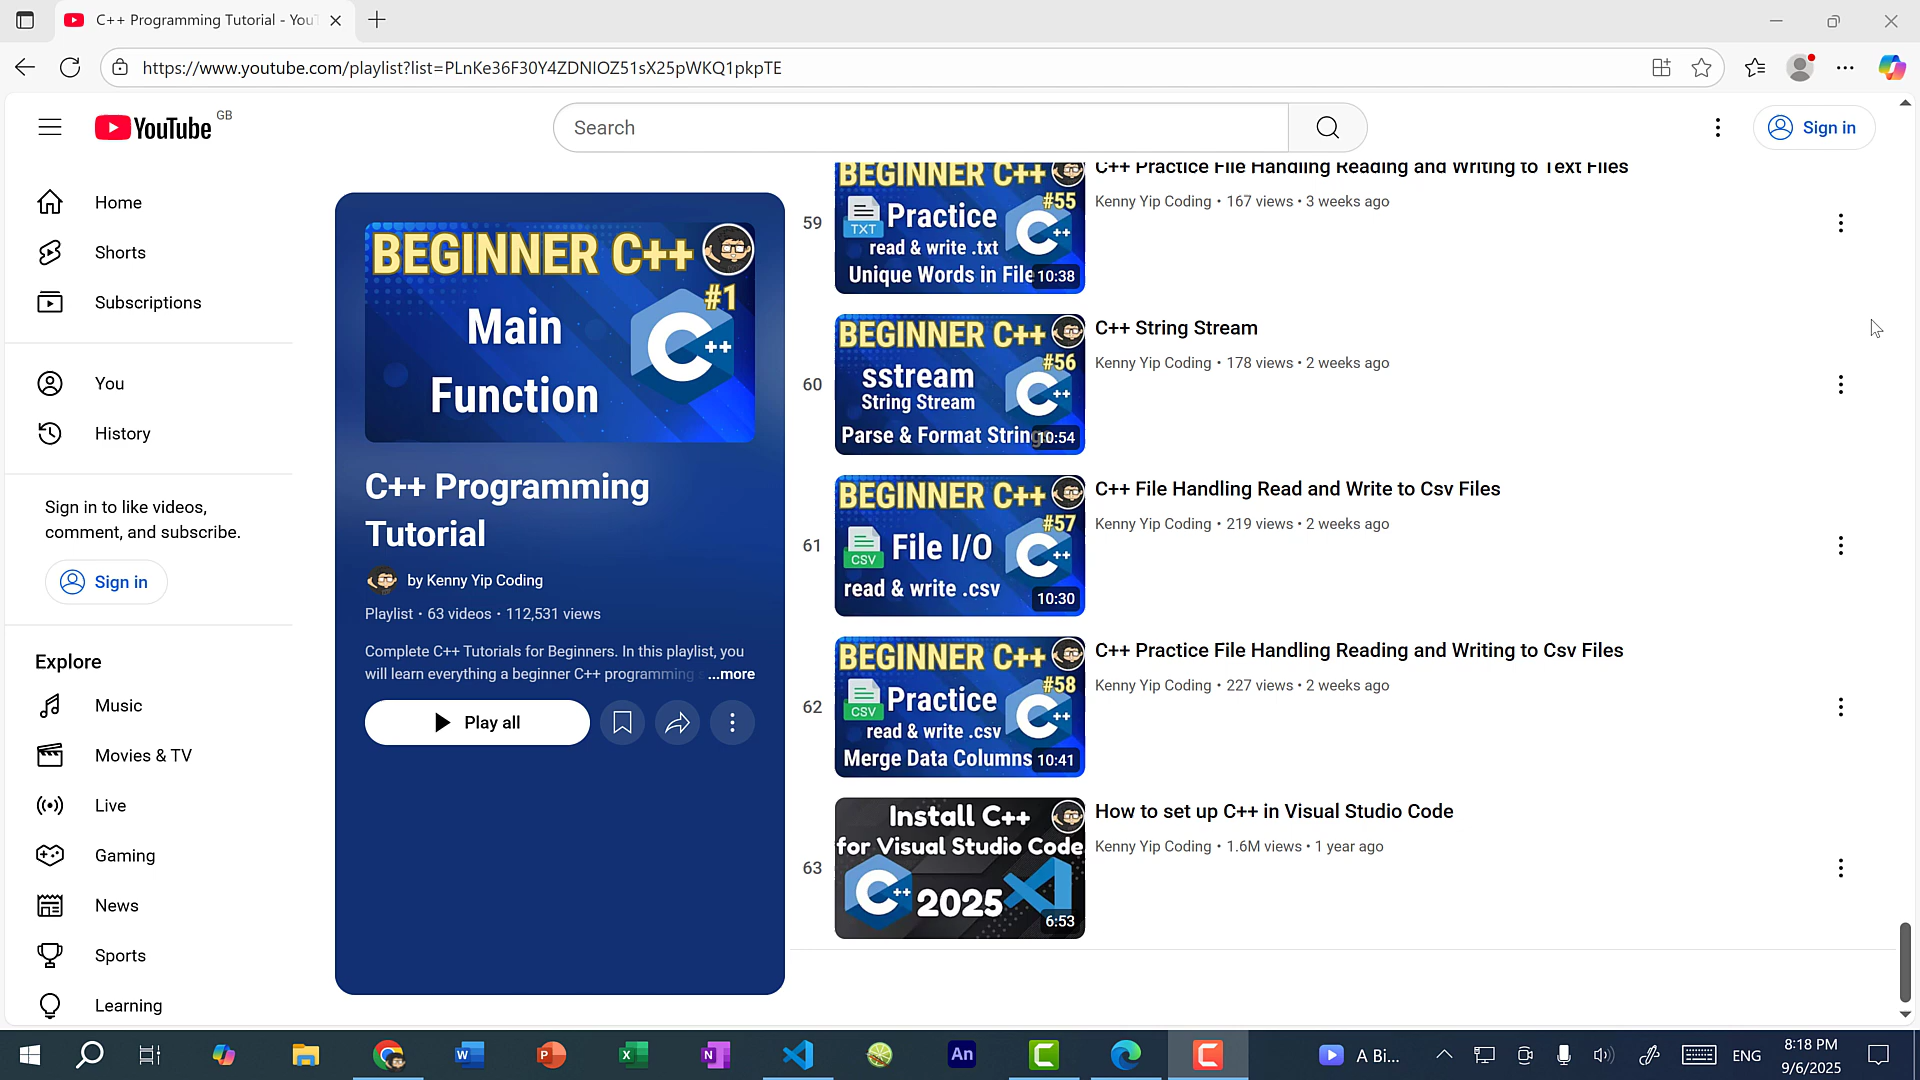 C++ Programming Tutorial - You
https://www.youtube.com/playlist?list=PLnKe36F30Y4ZDNIOZ51sX25pWKQ1pkpTE
YouTube GB
Search
Sign in
Home
Shorts
Subscriptions
You
History
Sign in to like videos,
comment, and subscribe.
Sign in
Explore
Music
Movies & TV
Live
Gaming
News
Sports
Learning
BEGINNER C++
#1
Main
Function
C++
C++ Programming
Tutorial
by Kenny Yip Coding
Playlist • 63 videos • 112,531 views
Complete C++ Tutorials for Beginners. In this playlist, you
will learn everything a beginner C++ programming ...more
Play all
59
BEGINNER C++
#55
TXT
Practice
C++
read & write .txt
Unique Words in File
10:38
C++ Practice File Handling Reading and Writing to Text Files
Kenny Yip Coding • 167 views • 3 weeks ago
60
BEGINNER C++
#56
sstream
C++
String Stream
Parse & Format String
10:54
C++ String Stream
Kenny Yip Coding • 178 views • 2 weeks ago
61
BEGINNER C++
#57
CSV
File I/O
C++
read & write .csv
10:30
C++ File Handling Read and Write to Csv Files
Kenny Yip Coding • 219 views • 2 weeks ago
62
BEGINNER C++
#58
CSV
Practice
C++
read & write .csv
Merge Data Columns
10:41
C++ Practice File Handling Reading and Writing to Csv Files
Kenny Yip Coding • 227 views • 2 weeks ago
63
Install C++
for Visual Studio Code
C++
2025
6:53
How to set up C++ in Visual Studio Code
Kenny Yip Coding • 1.6M views • 1 year ago
W
P
X
N
An
C
C
A Bi...
ENG
8:18 PM
9/6/2025